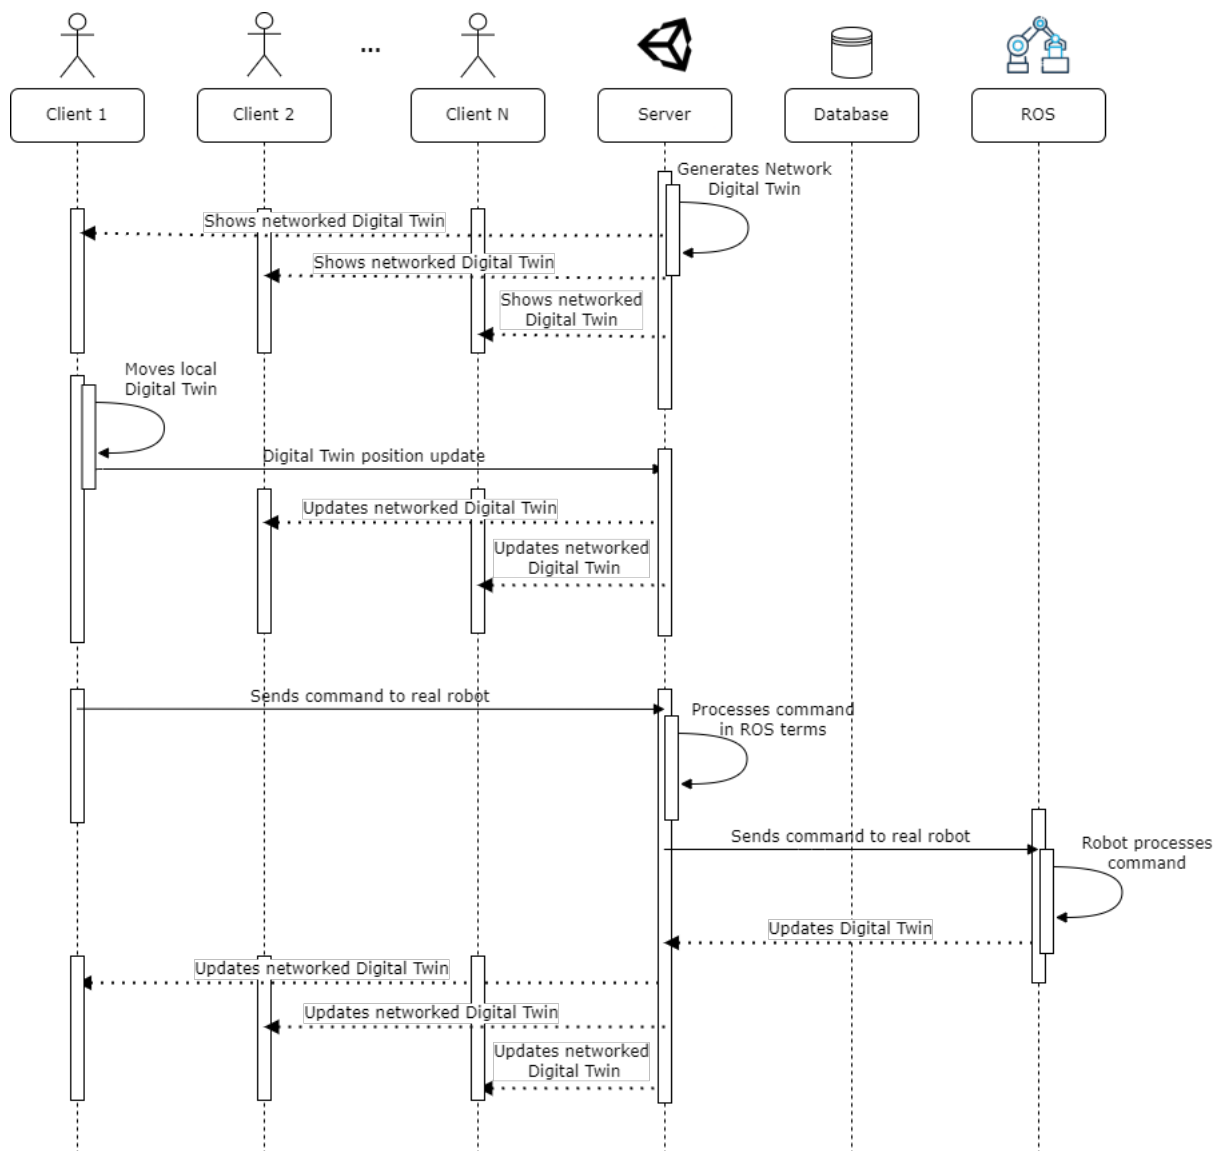 ...
Client 1
Client 2
Client N
Server
Database
ROS
Generates Network
Digital Twin
Shows networked Digital Twin
Shows networked Digital Twin
Shows networked
Digital Twin
Moves local
Digital Twin
Digital Twin position update
Updates networked Digital Twin
Updates networked
Digital Twin
Sends command to real robot
Processes command
in ROS terms
Sends command to real robot
Robot processes
command
Updates Digital Twin
Updates networked Digital Twin
Updates networked Digital Twin
Updates networked
Digital Twin